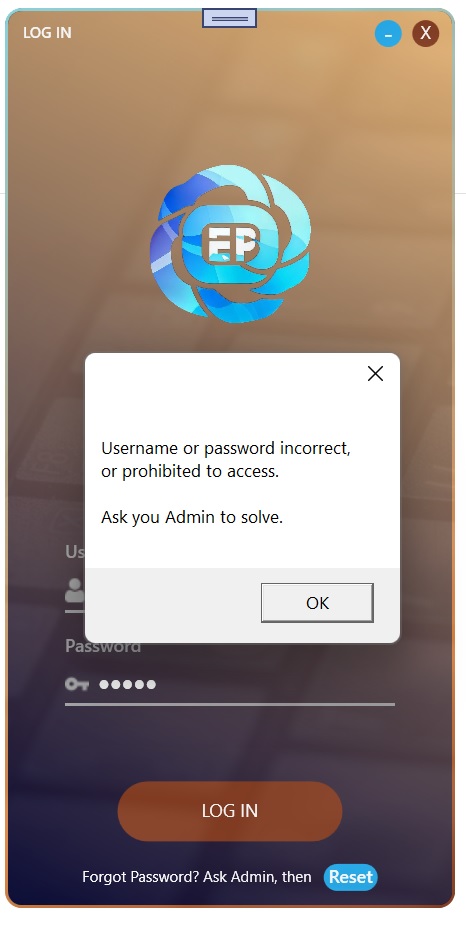 LOG IN
X
EP
Username or password incorrect,
or prohibited to access.
Ask you Admin to solve.
Us
OK
Password
LOG IN
Forgot Password? Ask Admin, then Reset